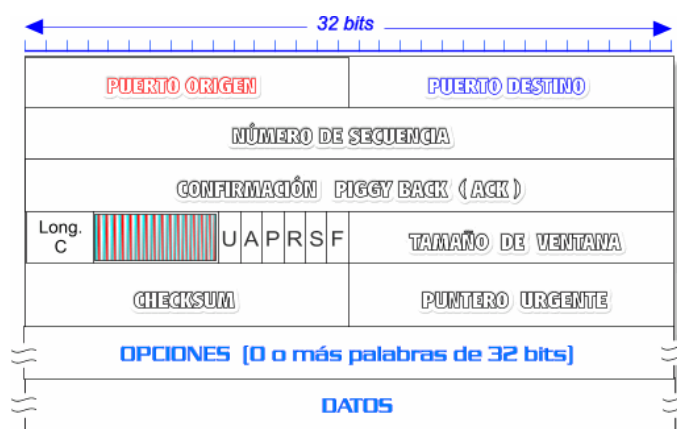 32 bits
PUERTO ORIGEN PUERTO DESTINO
NÚMERO DE SECUENCIA
CONFIRMACIÓN PIGGY BACK (ACK)
Long. C U A P R S F TAMAÑO DE VENTANA
CHECKSUM PUNTERO URGENTE
OPCIONES (0 o más palabras de 32 bits)
DATOS